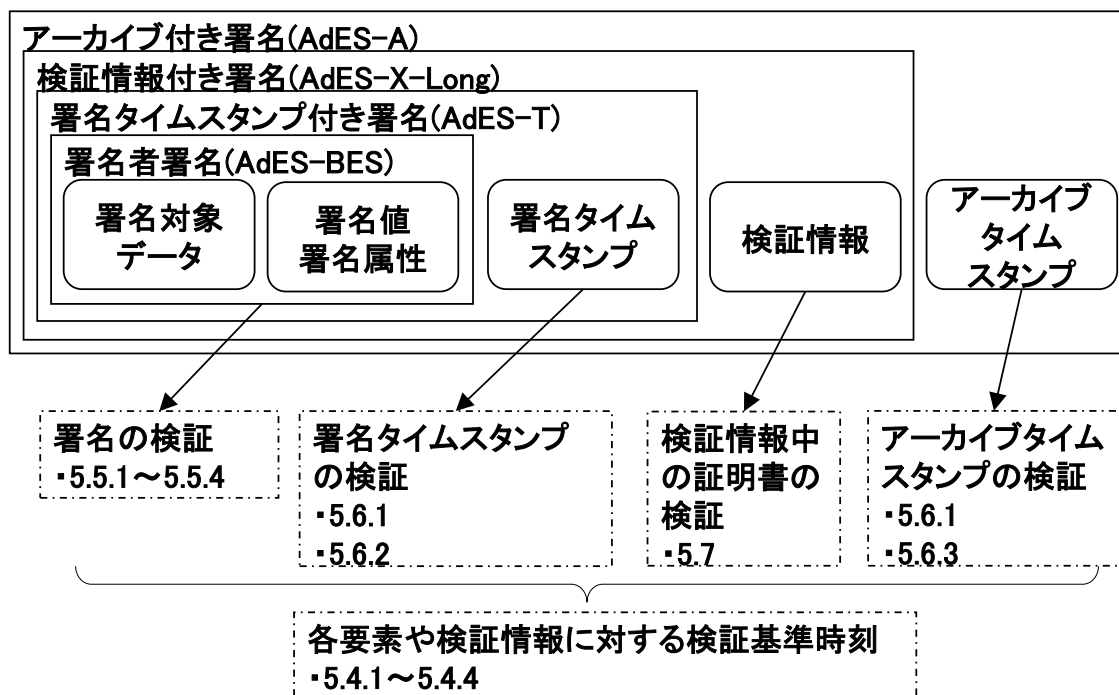 アーカイブ付き署名(AdES-A)
検証情報付き署名(AdES-X-Long)
署名タイムスタンプ付き署名(AdES-T)
署名者署名(AdES-BES)
署名対象
データ
署名値
署名属性
署名タイム
スタンプ
検証情報
アーカイブ
タイム
スタンプ
署名の検証
・5.5.1～5.5.4
署名タイムスタンプ
の検証
・5.6.1
・5.6.2
検証情報中
の証明書の
検証
・5.7
アーカイブタイム
スタンプの検証
・5.6.1
・5.6.3
各要素や検証情報に対する検証基準時刻
・5.4.1～5.4.4